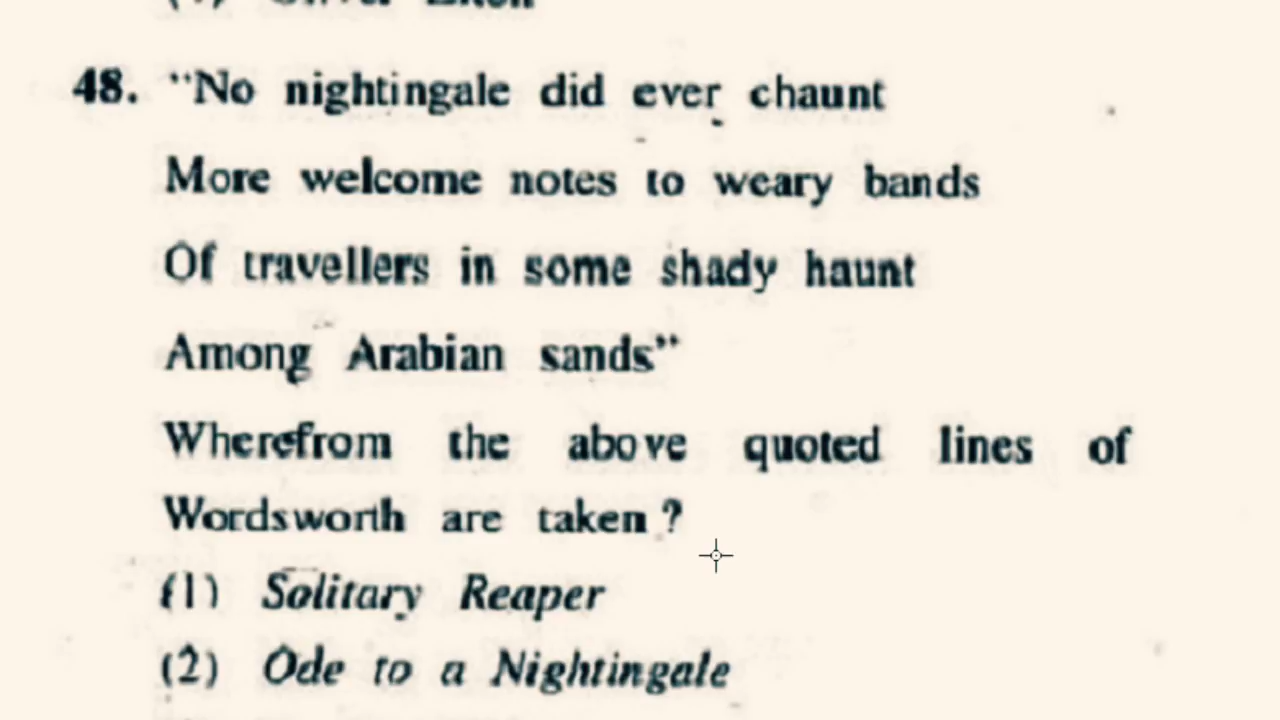 48. "No nightingale did ever chaunt
More welcome notes to weary bands
Of travellers in some shady haunt
Among Arabian sands"
Wherefrom the above quoted lines of
Wordsworth are taken ?
(1) Solitary Reaper
(2) Ode to a Nightingale